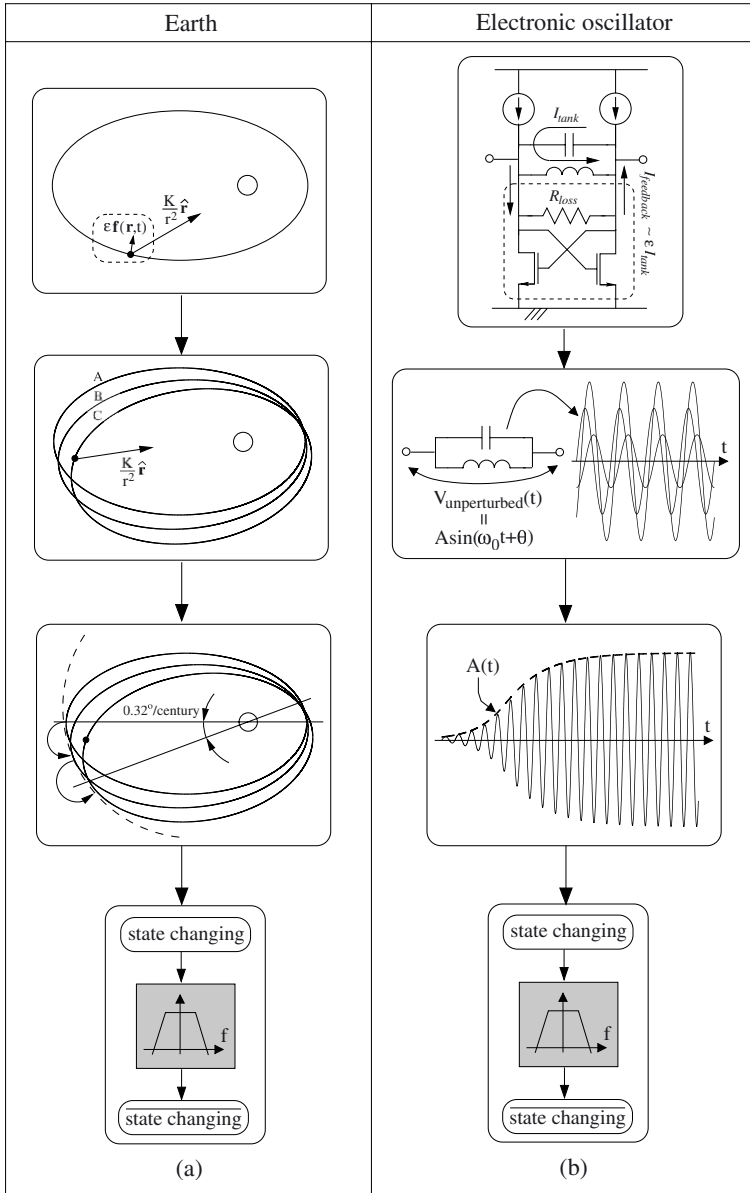 Earth
Electronic oscillator
K/r² r̂
εf(r,t)
A
B
C
K/r² r̂
0.32°/century
state changing
f
state changing
(a)
I_tank
R_loss
I_feedback ~ ε I_tank
t
V_unperturbed(t)
=
Asin(ω₀t+θ)
A(t)
t
state changing
f
state changing
(b)